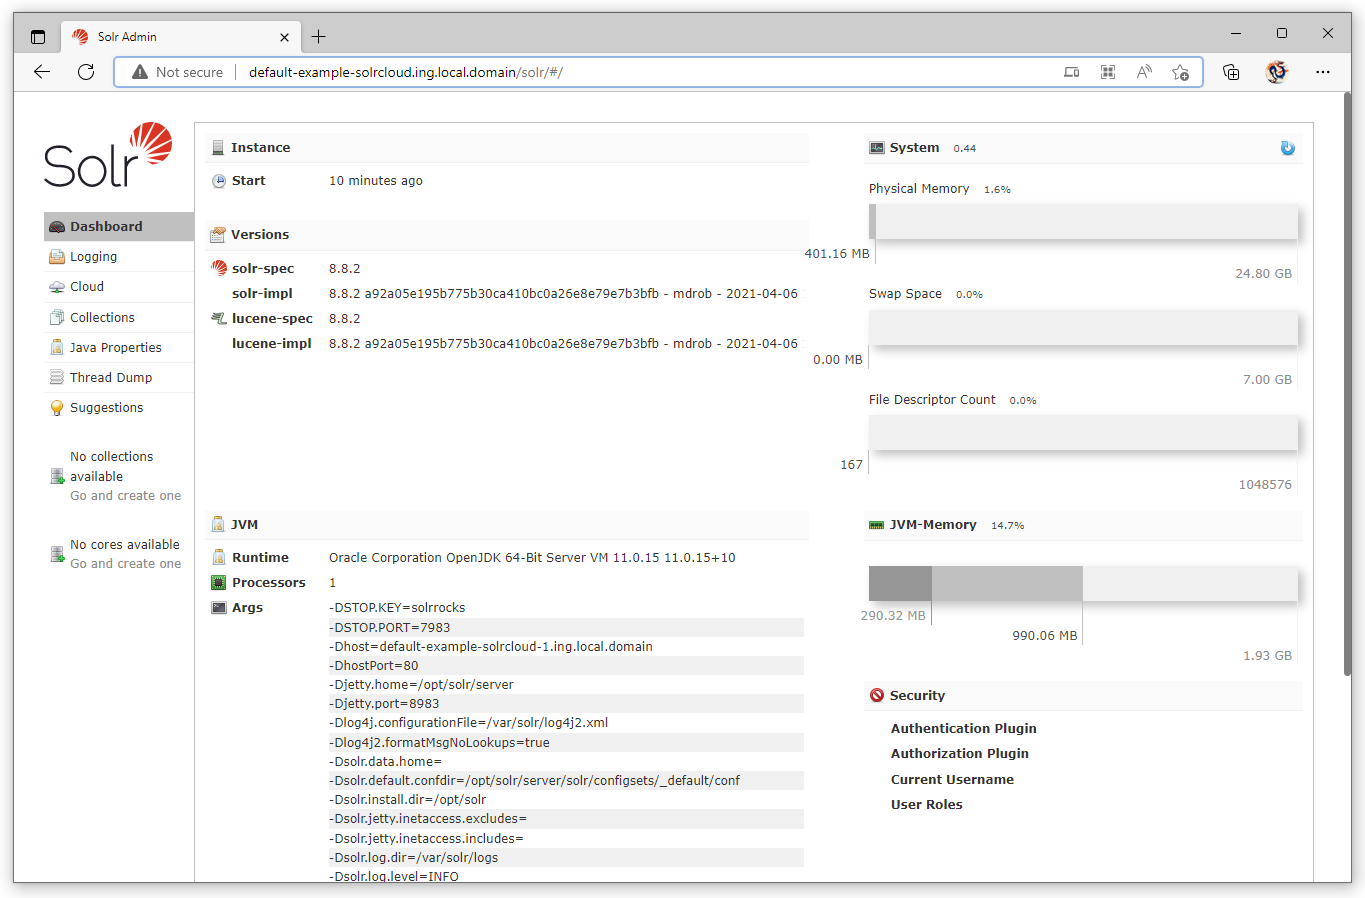 Solr Admin
Not secure
default-example-solrcloud.ing.local.domain/solr/#/
Solr
Dashboard
Logging
Cloud
Collections
Java Properties
Thread Dump
Suggestions
No collections
available
Go and create one
No cores available
Go and create one
Instance
Start 10 minutes ago
Versions
solr-spec 8.8.2
solr-impl 8.8.2 a92a05e195b775b30ca410bc0a26e8e79e7b3bfb - mdrob - 2021-04-06
lucene-spec 8.8.2
lucene-impl 8.8.2 a92a05e195b775b30ca410bc0a26e8e79e7b3bfb - mdrob - 2021-04-06
JVM
Runtime Oracle Corporation OpenJDK 64-Bit Server VM 11.0.15 11.0.15+10
Processors 1
Args -DSTOP.KEY=solrrocks
-DSTOP.PORT=7983
-Dhost=default-example-solrcloud-1.ing.local.domain
-DhostPort=80
-Djetty.home=/opt/solr/server
-Djetty.port=8983
-Dlog4j.configurationFile=/var/solr/log4j2.xml
-Dlog4j2.formatMsgNoLookups=true
-Dsolr.data.home=
-Dsolr.default.confdir=/opt/solr/server/solr/configsets/_default/conf
-Dsolr.install.dir=/opt/solr
-Dsolr.jetty.inetaccess.excludes=
-Dsolr.jetty.inetaccess.includes=
-Dsolr.log.dir=/var/solr/logs
-Dsolr.log.level=INFO
System 0.44
Physical Memory 1.6%
401.16 MB
24.80 GB
Swap Space 0.0%
0.00 MB
7.00 GB
File Descriptor Count 0.0%
167
1048576
JVM-Memory 14.7%
290.32 MB
990.06 MB
1.93 GB
Security
Authentication Plugin
Authorization Plugin
Current Username
User Roles